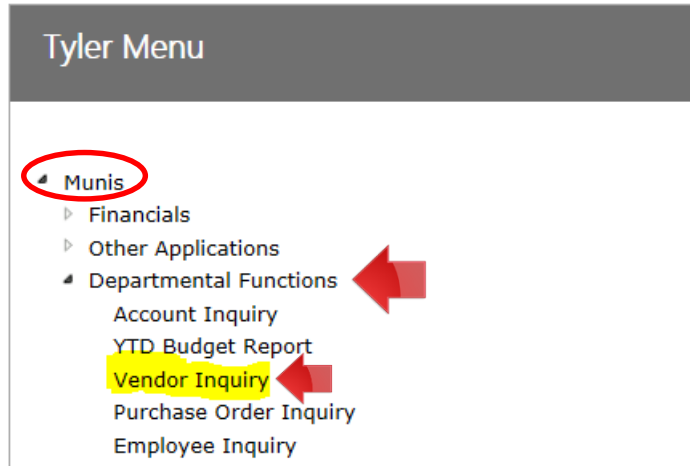 Tyler Menu
Munis
Financials
Other Applications
Departmental Functions
Account Inquiry
YTD Budget Report
Vendor Inquiry
Purchase Order Inquiry
Employee Inquiry